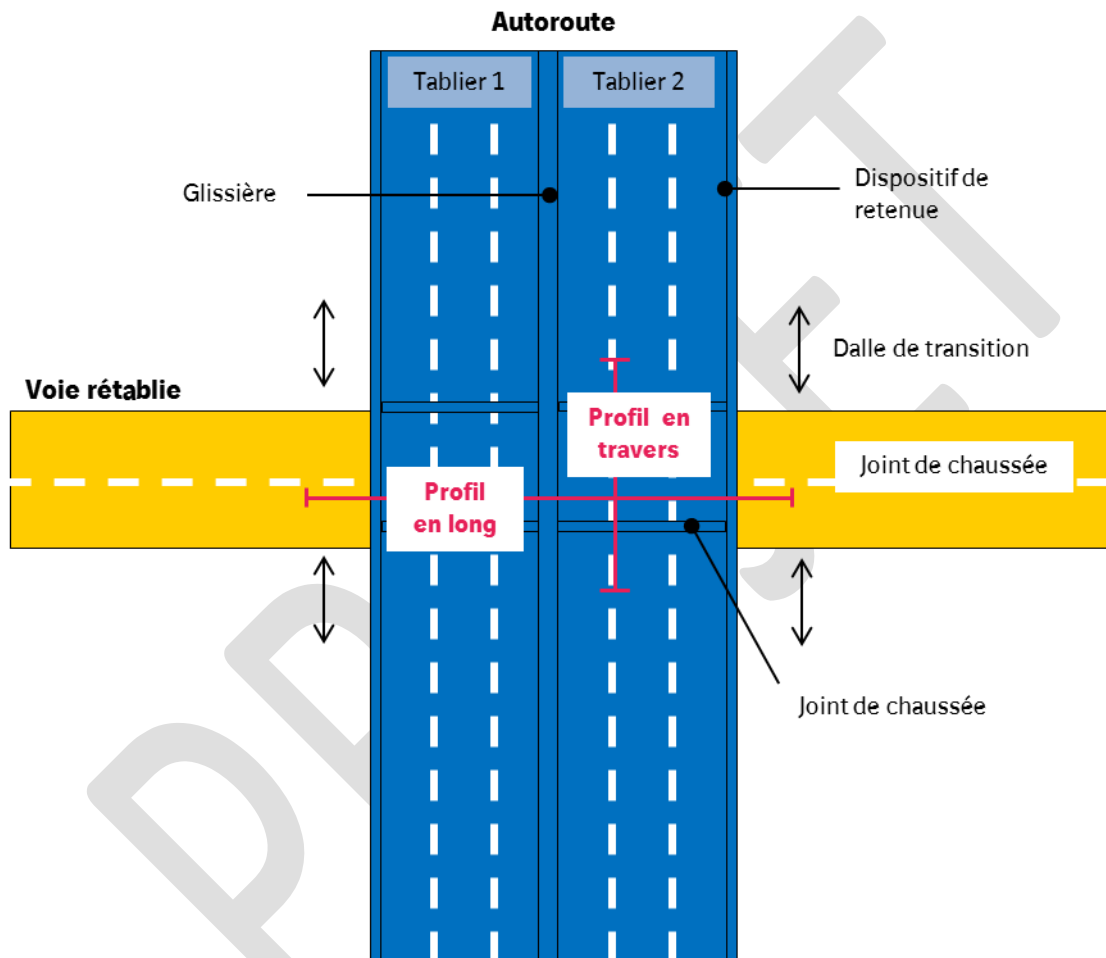 Autoroute
Tablier 1
Tablier 2
Glissière
Dispositif de
retenue
Dalle de transition
Voie rétablie
Profil en
travers
Joint de chaussée
Profil
en long
Joint de chaussée
PROJET